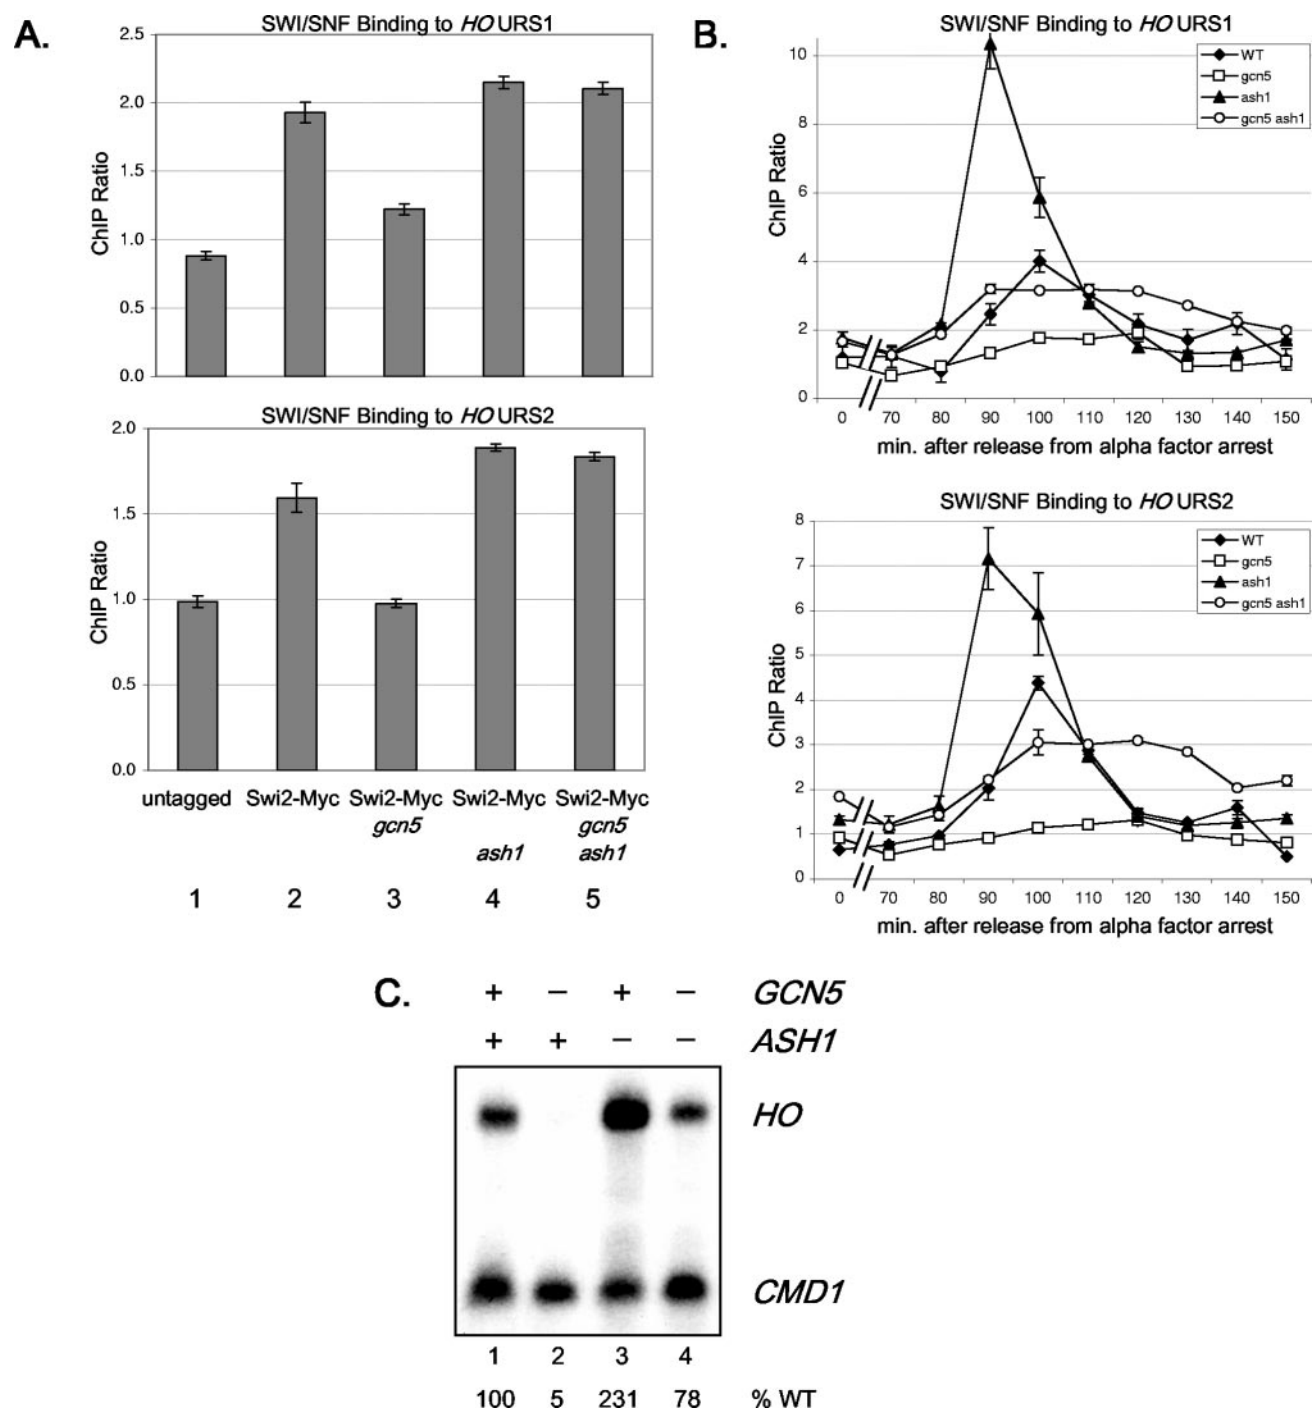 A.
SWI/SNF Binding to HO URS1
2.5
2.0
1.5
1.0
0.5
0.0
ChIP Ratio
SWI/SNF Binding to HO URS2
2.0
1.5
1.0
0.5
0.0
ChIP Ratio
untagged Swi2-Myc Swi2-Myc Swi2-Myc Swi2-Myc
gcn5 gcn5
ash1 ash1
1 2 3 4 5
B.
SWI/SNF Binding to HO URS1
WT
gcn5
ash1
gcn5 ash1
10
8
6
4
2
0
ChIP Ratio
0 70 80 90 100 110 120 130 140 150
min. after release from alpha factor arrest
SWI/SNF Binding to HO URS2
WT
gcn5
ash1
gcn5 ash1
8
7
6
5
4
3
2
1
0
ChIP Ratio
0 70 80 90 100 110 120 130 140 150
min. after release from alpha factor arrest
C.
+ − + − GCN5
+ + − − ASH1
HO
CMD1
1 2 3 4
100 5 231 78 % WT